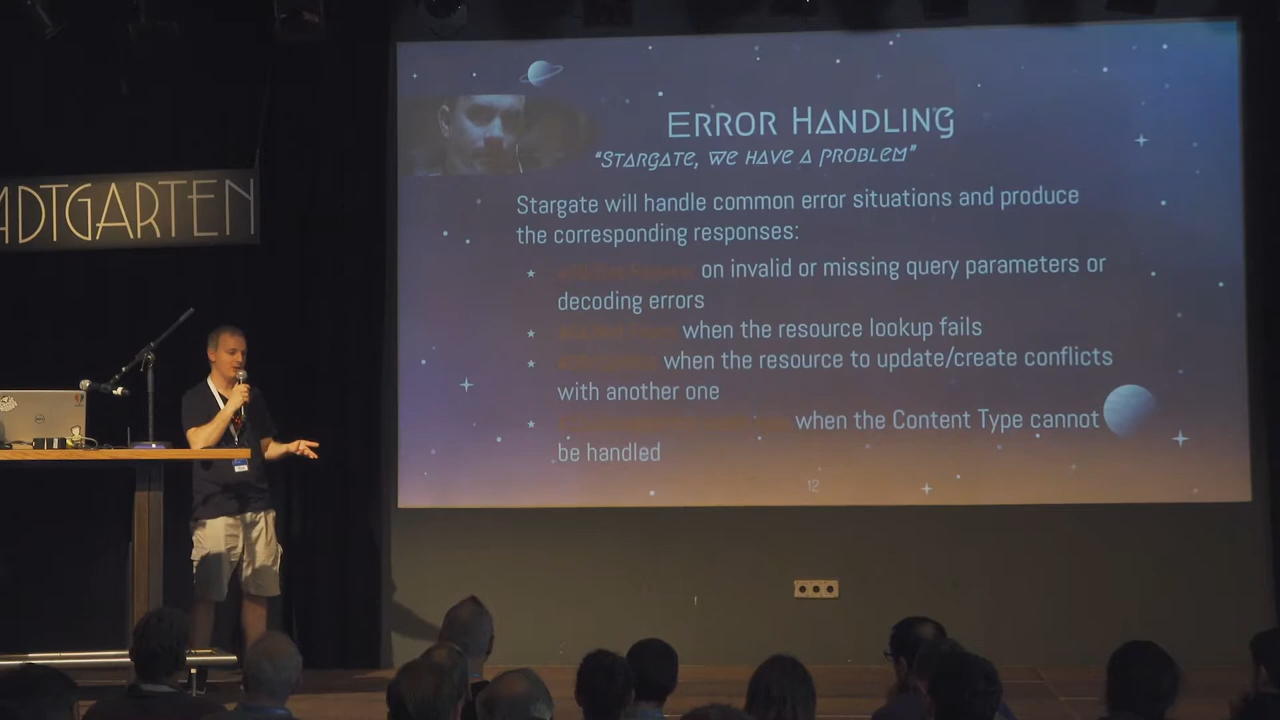 ADTGARTEN
ERROR HANDLING
"STARGATE, WE HAVE A PROBLEM"
Stargate will handle common error situations and produce
the corresponding responses:
on invalid or missing query parameters or
decoding errors
when the resource lookup fails
when the resource to update/create conflicts
with another one
when the Content Type cannot
be handled
12